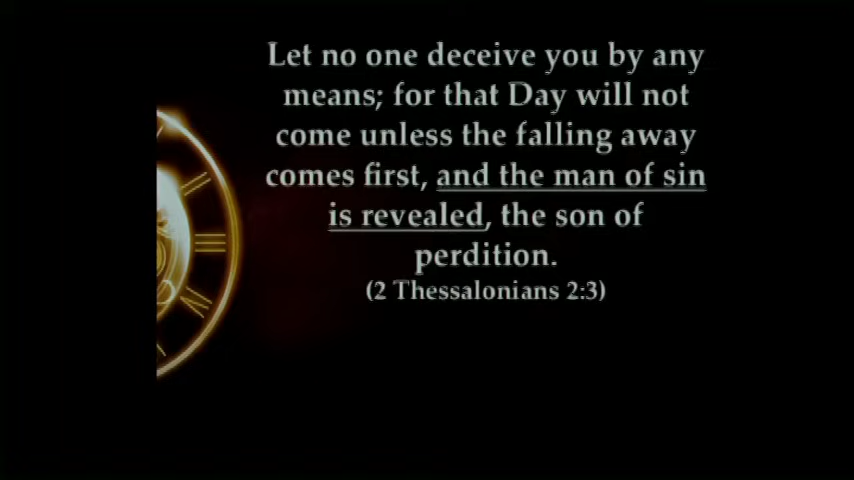 Let no one deceive you by any
means; for that Day will not
come unless the falling away
comes first, and the man of sin
is revealed, the son of
perdition.
(2 Thessalonians 2:3)